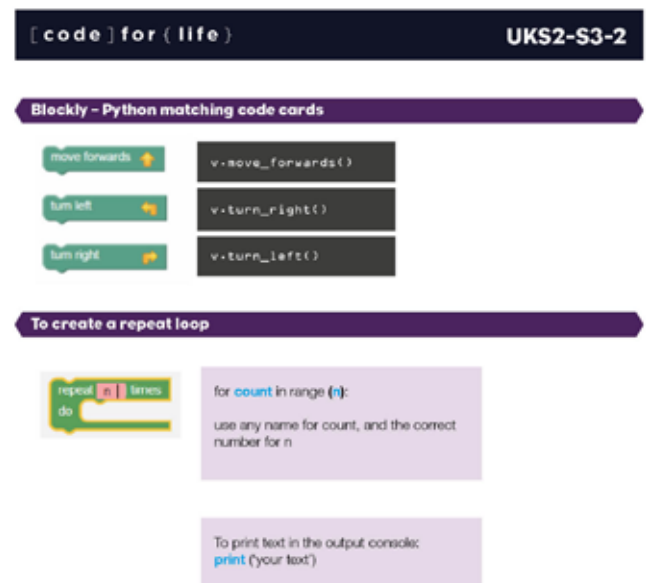 [code]for{life} UKS2-S3-2
Blockly – Python matching code cards
move forwards v.move_forwards()
turn left v.turn_right()
turn right v.turn_left()
To create a repeat loop
repeat n times
do
for count in range (n):
use any name for count, and the correct
number for n
To print text in the output console:
print ('your text')